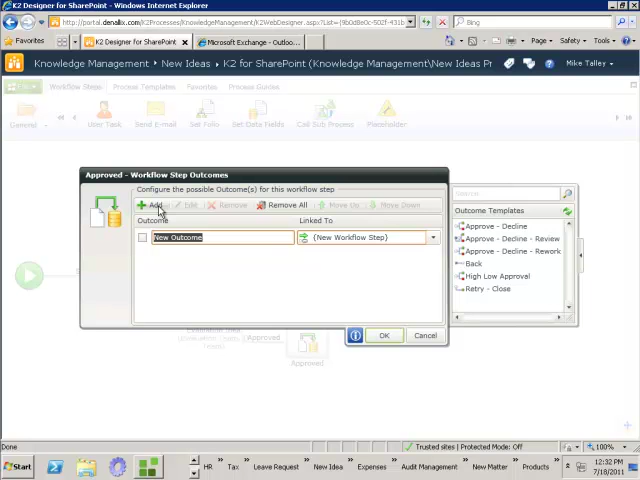 K2 Designer for SharePoint - Windows Internet Explorer
http://portal.denallix.com/K2Processes/KnowledgeManagement/K2WebDesigner.aspx?List={9b0d8e0c-502f-431b
Bing
Favorites
K2 Designer for SharePoint
Microsoft Exchange - Outloo...
Page
Safety
Tools
Knowledge Management
New Ideas
K2 for SharePoint (Knowledge Management\New Ideas Pr
Mike Talley
File
Workflow Steps
Process Templates
Favorites
Process Guides
General
User Task
Send E-mail
Set Folio
Set Data Fields
Call Sub Process
Placeholder
Approved - Workflow Step Outcomes
Configure the possible Outcome(s) for this workflow step
Add
Edit
Remove
Remove All
Move Up
Move Down
Outcome
Linked To
New Outcome
{New Workflow Step}
Search
Outcome Templates
Approve - Decline
Approve - Decline - Review
Approve - Decline - Rework
Back
High Low Approval
Retry - Close
S
Approved
Approved
OK
Cancel
Done
Trusted sites | Protected Mode: Off
100%
Start
HR
Tax
Leave Request
New Idea
Expenses
Audit Management
New Matter
Products
12:32 PM
7/18/2011